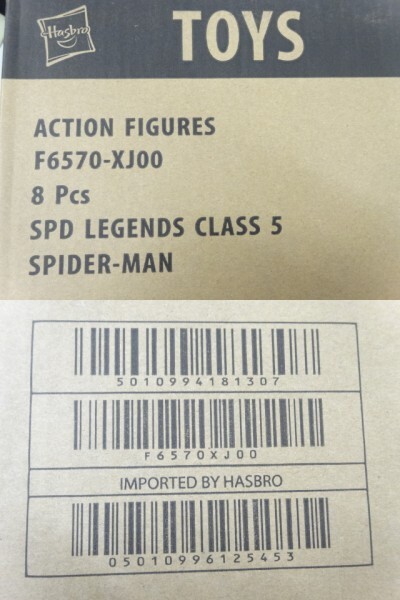 Hasbro
TOYS
ACTION FIGURES
F6570-XJ00
8 Pcs
SPD LEGENDS CLASS 5
SPIDER-MAN
5010994181307
F6570XJ00
IMPORTED BY HASBRO
05010996125453